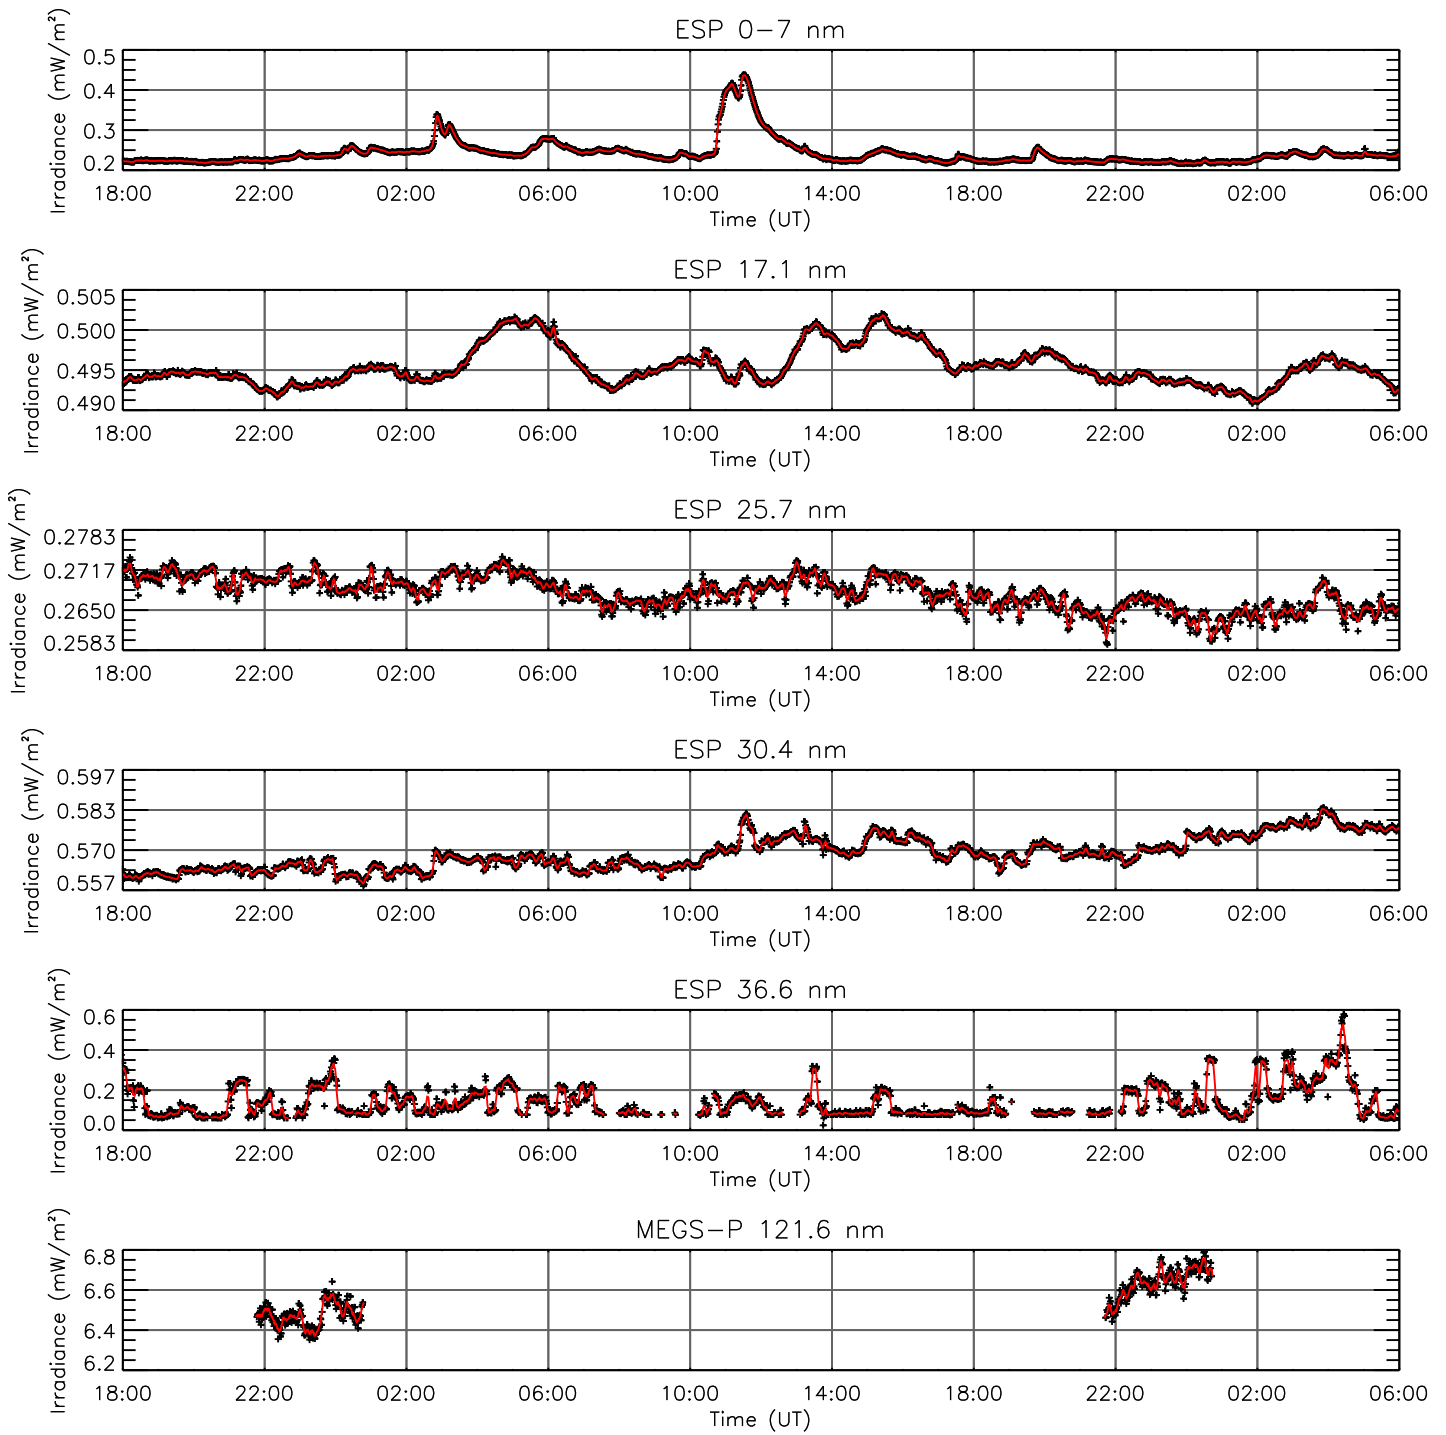 ESP 0-7 nm
Irradiance (mW/m²)
0.5
0.4
0.3
0.2
18:00 22:00 02:00 06:00 10:00 14:00 18:00 22:00 02:00 06:00
Time (UT)
ESP 17.1 nm
Irradiance (mW/m²)
0.505
0.500
0.495
0.490
18:00 22:00 02:00 06:00 10:00 14:00 18:00 22:00 02:00 06:00
Time (UT)
ESP 25.7 nm
Irradiance (mW/m²)
0.2783
0.2717
0.2650
0.2583
18:00 22:00 02:00 06:00 10:00 14:00 18:00 22:00 02:00 06:00
Time (UT)
ESP 30.4 nm
Irradiance (mW/m²)
0.597
0.583
0.570
0.557
18:00 22:00 02:00 06:00 10:00 14:00 18:00 22:00 02:00 06:00
Time (UT)
ESP 36.6 nm
Irradiance (mW/m²)
0.6
0.4
0.2
0.0
18:00 22:00 02:00 06:00 10:00 14:00 18:00 22:00 02:00 06:00
Time (UT)
MEGS-P 121.6 nm
Irradiance (mW/m²)
6.8
6.6
6.4
6.2
18:00 22:00 02:00 06:00 10:00 14:00 18:00 22:00 02:00 06:00
Time (UT)